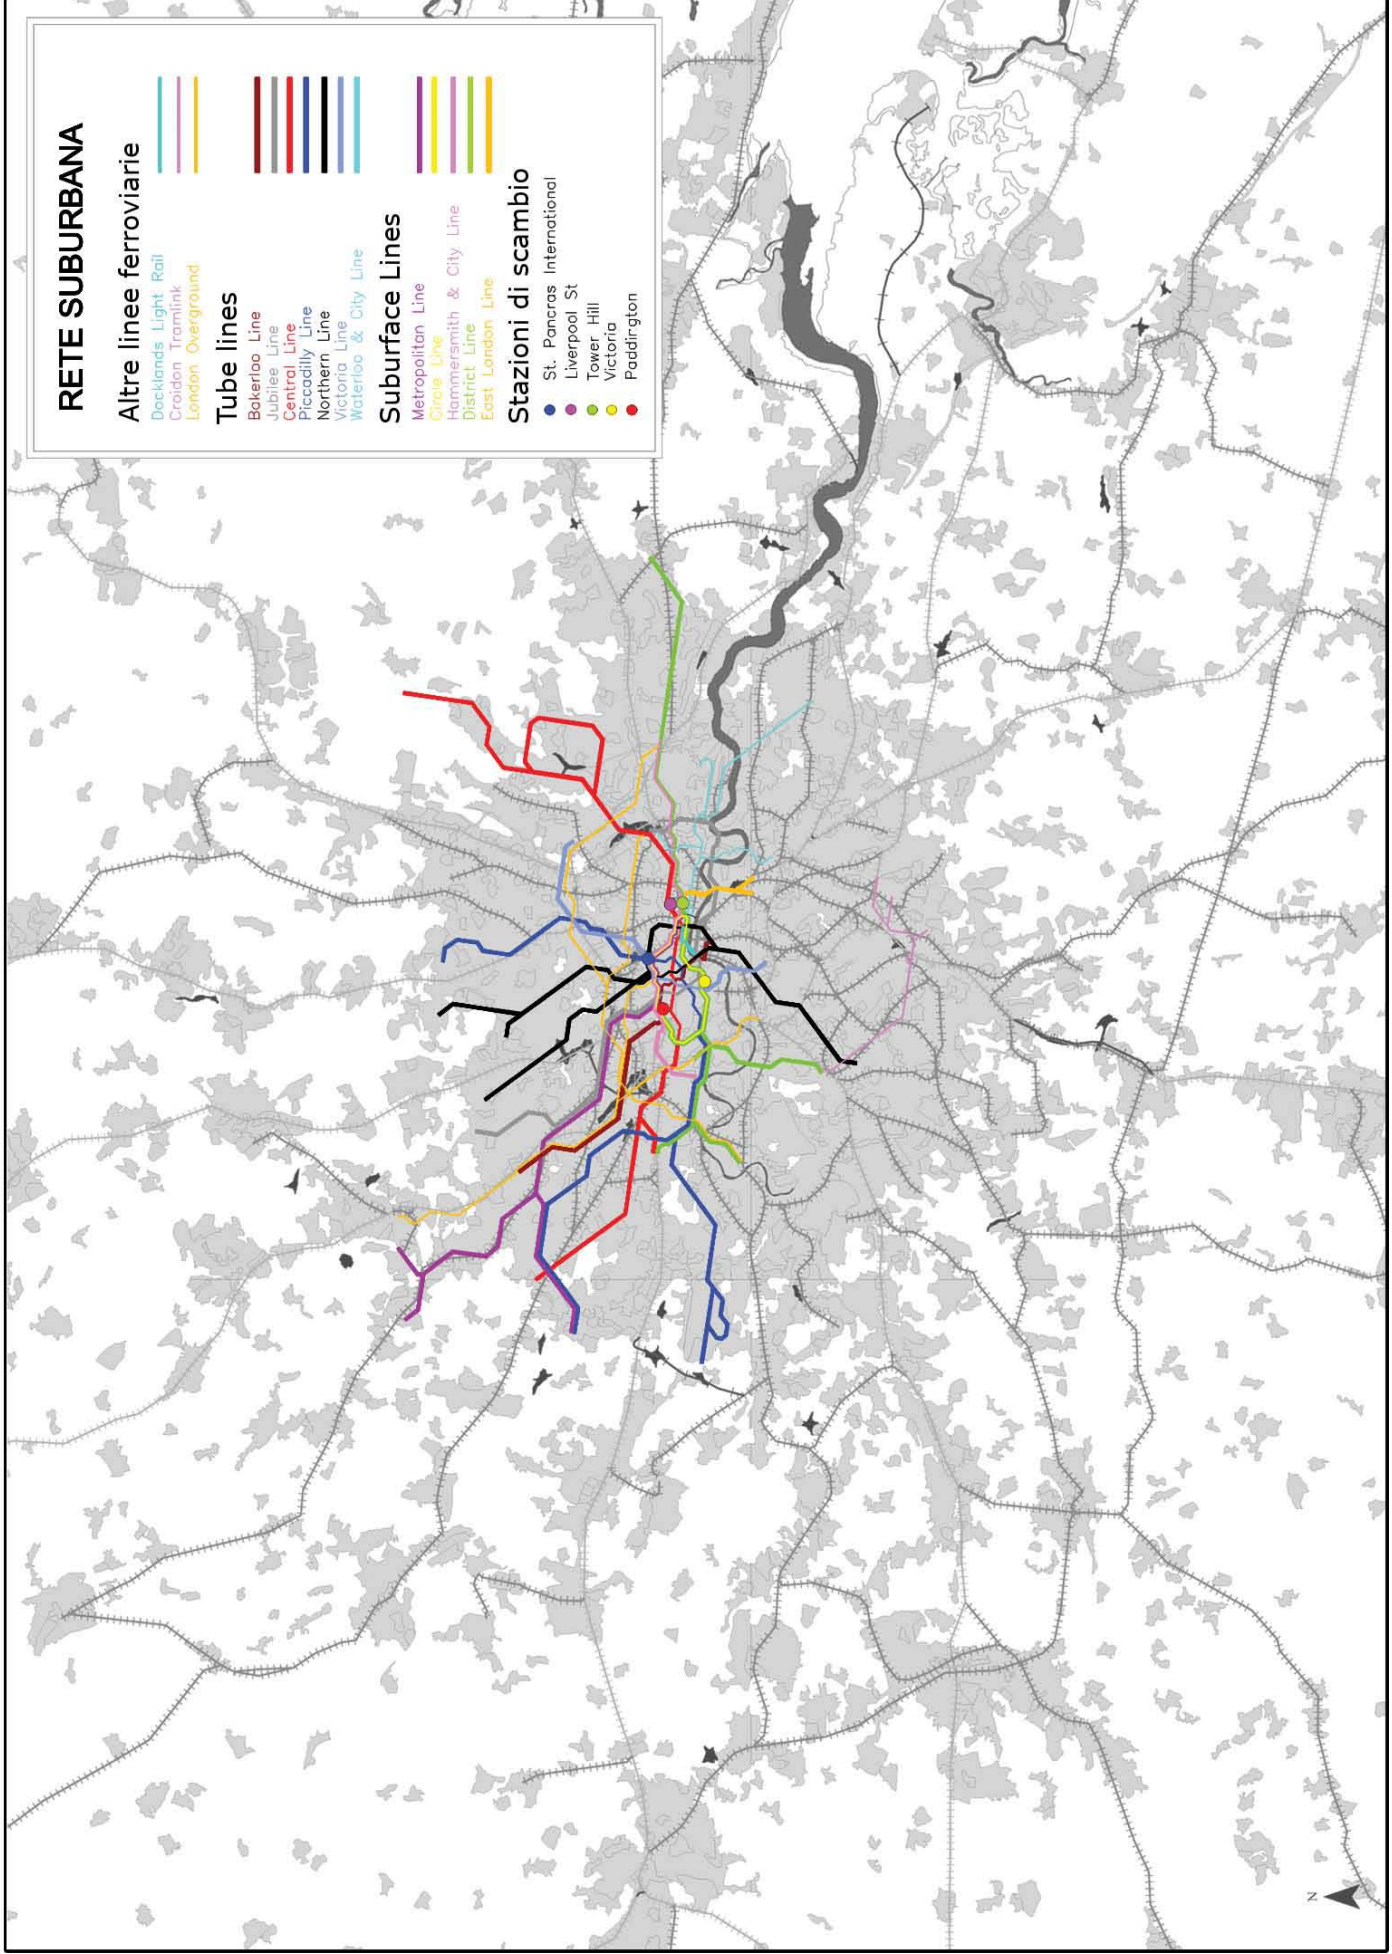 RETE SUBURBANA
Altre linee ferroviarie
Docklands Light Rail
Croidon Tramlink
London Overground
Tube lines
Bakerloo Line
Jubilee Line
Central Line
Piccadilly Line
Northern Line
Victoria Line
Waterloo & City Line
Suburface Lines
Metropolitan Line
Circle Line
Hammersmith & City Line
District Line
East London Line
Stazioni di scambio
St. Pancras International
Liverpool St
Tower Hill
Victoria
Paddington
N